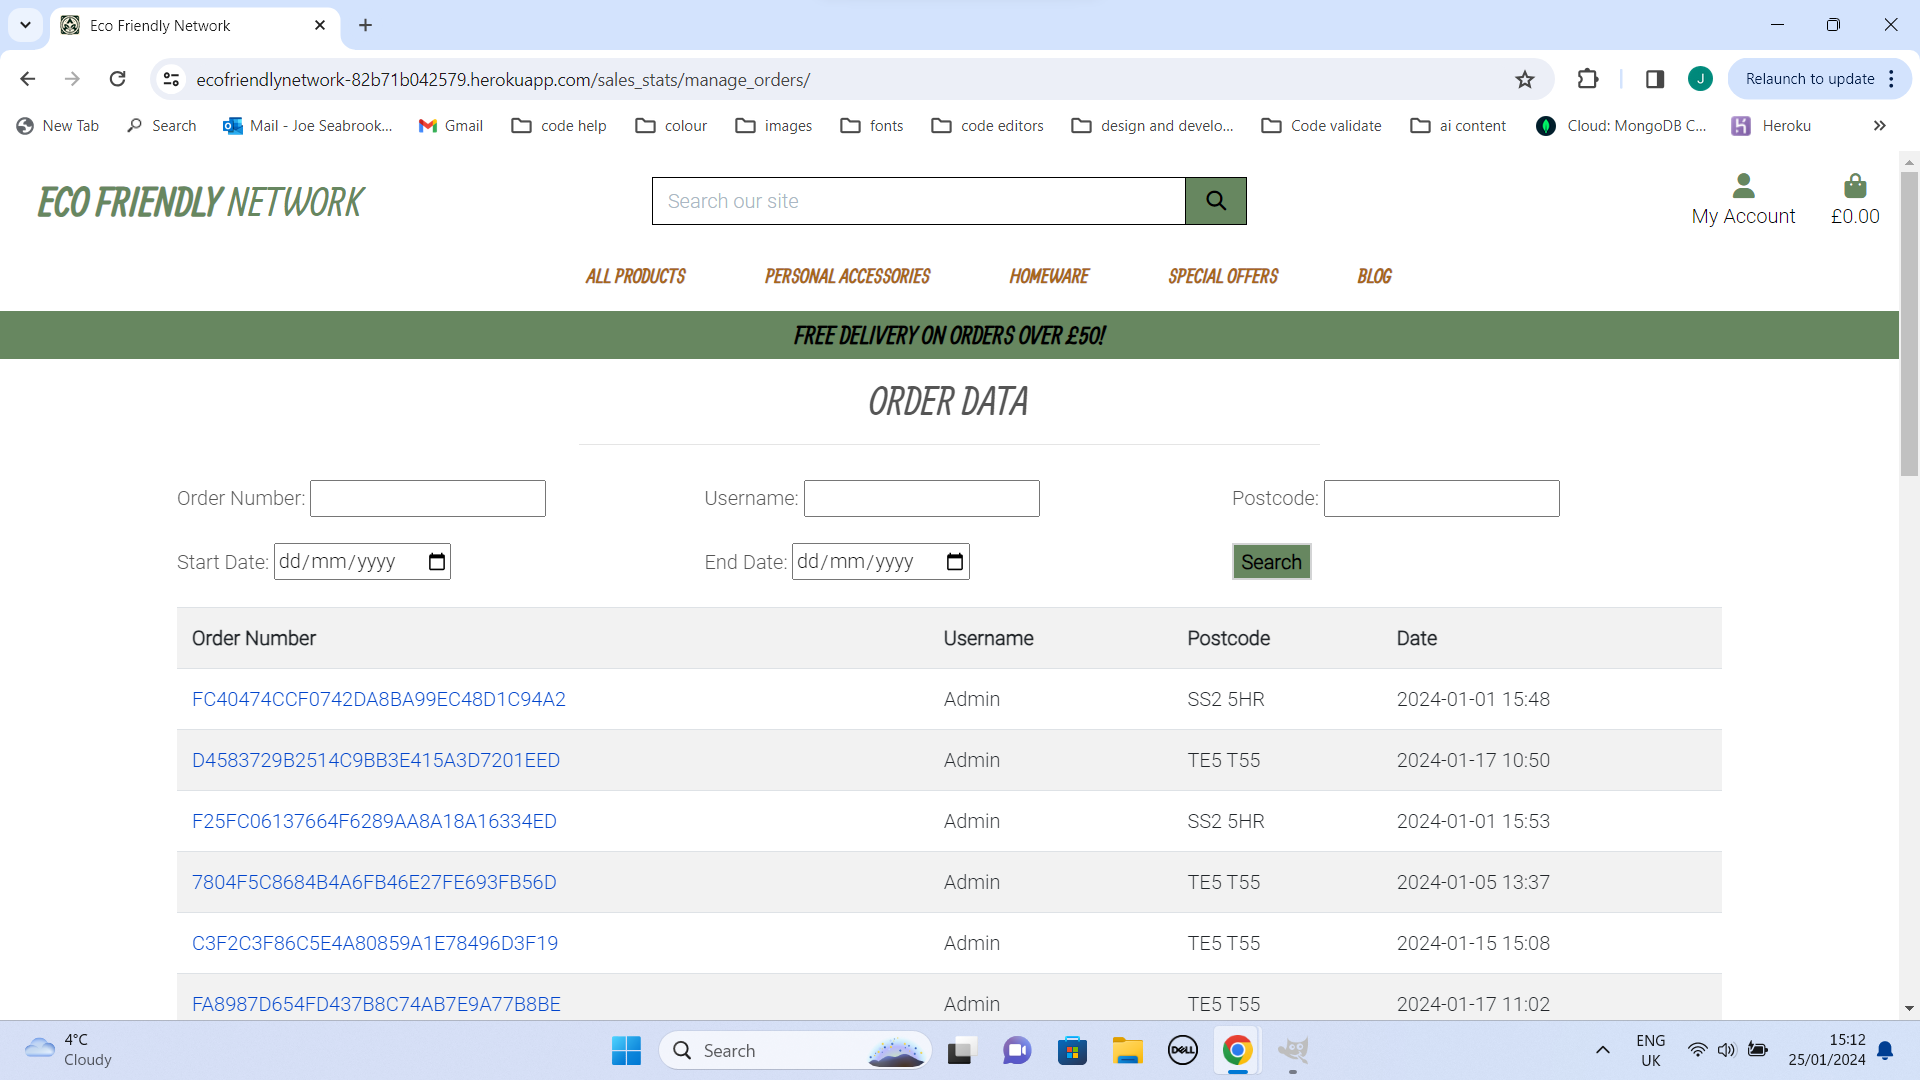 Eco Friendly Network
ecofriendlynetwork-82b71b042579.herokuapp.com/sales_stats/manage_orders/
J
Relaunch to update
New Tab
Search
Mail - Joe Seabrook...
Gmail
code help
colour
images
fonts
code editors
design and develo...
Code validate
ai content
Cloud: MongoDB C...
Heroku
ECO FRIENDLY NETWORK
Search our site
My Account
£0.00
ALL PRODUCTS
PERSONAL ACCESSORIES
HOMEWARE
SPECIAL OFFERS
BLOG
FREE DELIVERY ON ORDERS OVER £50!
ORDER DATA
Order Number:
Username:
Postcode:
Start Date: dd/mm/yyyy
End Date: dd/mm/yyyy
Search
Order Number Username Postcode Date
FC40474CCF0742DA8BA99EC48D1C94A2 Admin SS2 5HR 2024-01-01 15:48
D4583729B2514C9BB3E415A3D7201EED Admin TE5 T55 2024-01-17 10:50
F25FC06137664F6289AA8A18A16334ED Admin SS2 5HR 2024-01-01 15:53
7804F5C8684B4A6FB46E27FE693FB56D Admin TE5 T55 2024-01-05 13:37
C3F2C3F86C5E4A80859A1E78496D3F19 Admin TE5 T55 2024-01-15 15:08
FA8987D654FD437B8C74AB7E9A77B8BE Admin TE5 T55 2024-01-17 11:02
4°C
Cloudy
Search
DELL
ENG
UK
15:12
25/01/2024